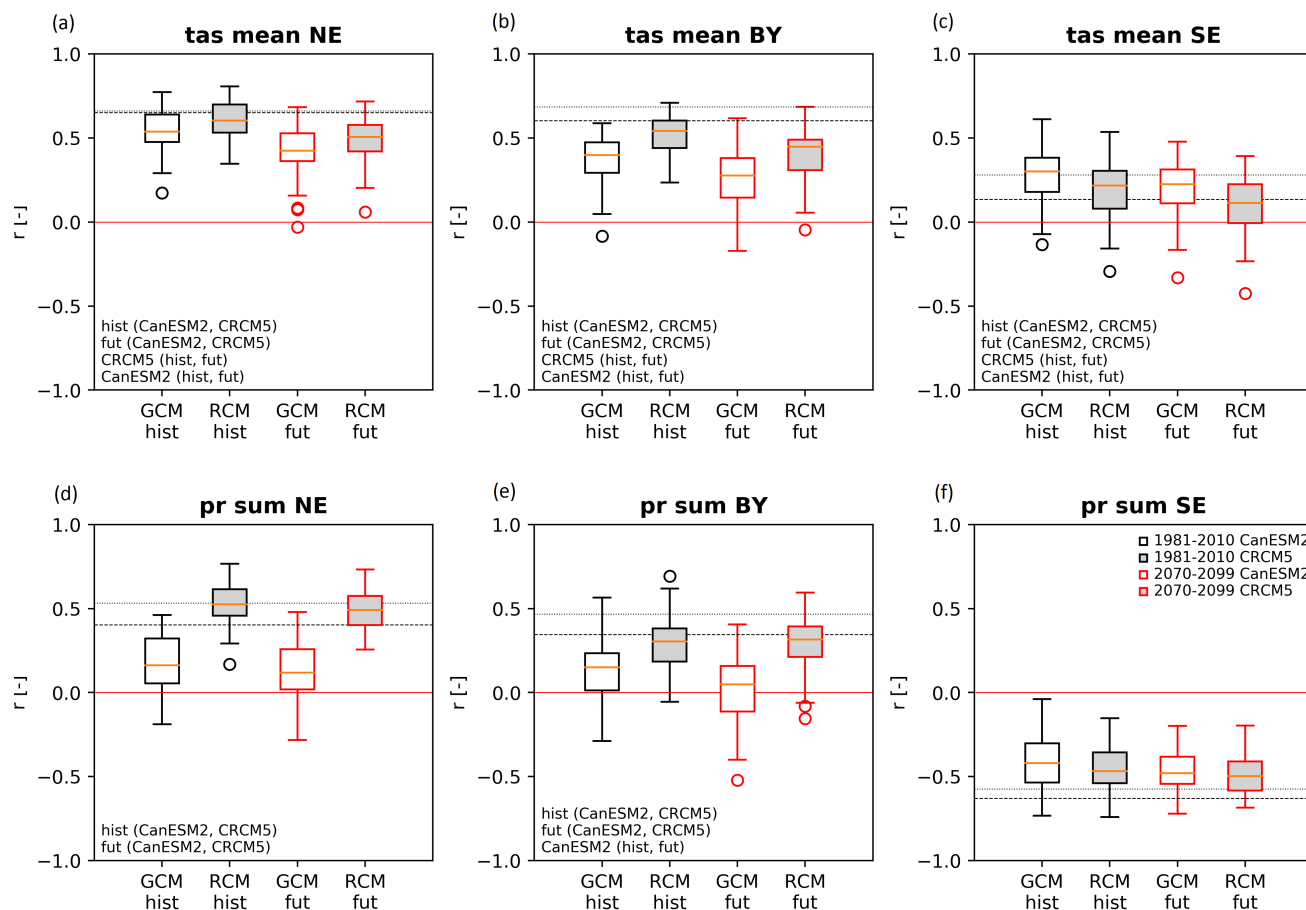 (a)
tas mean NE
1.0
0.5
0.0
−0.5
−1.0
r [-]
hist (CanESM2, CRCM5)
fut (CanESM2, CRCM5)
CRCM5 (hist, fut)
CanESM2 (hist, fut)
GCM hist
RCM hist
GCM fut
RCM fut
(b)
tas mean BY
1.0
0.5
0.0
−0.5
−1.0
r [-]
hist (CanESM2, CRCM5)
fut (CanESM2, CRCM5)
CRCM5 (hist, fut)
CanESM2 (hist, fut)
GCM hist
RCM hist
GCM fut
RCM fut
(c)
tas mean SE
1.0
0.5
0.0
−0.5
−1.0
r [-]
hist (CanESM2, CRCM5)
fut (CanESM2, CRCM5)
CRCM5 (hist, fut)
CanESM2 (hist, fut)
GCM hist
RCM hist
GCM fut
RCM fut
(d)
pr sum NE
1.0
0.5
0.0
−0.5
−1.0
r [-]
hist (CanESM2, CRCM5)
fut (CanESM2, CRCM5)
GCM hist
RCM hist
GCM fut
RCM fut
(e)
pr sum BY
1.0
0.5
0.0
−0.5
−1.0
r [-]
hist (CanESM2, CRCM5)
fut (CanESM2, CRCM5)
CanESM2 (hist, fut)
GCM hist
RCM hist
GCM fut
RCM fut
(f)
pr sum SE
1.0
0.5
0.0
−0.5
−1.0
r [-]
1981-2010 CanESM2
1981-2010 CRCM5
2070-2099 CanESM2
2070-2099 CRCM5
GCM hist
RCM hist
GCM fut
RCM fut